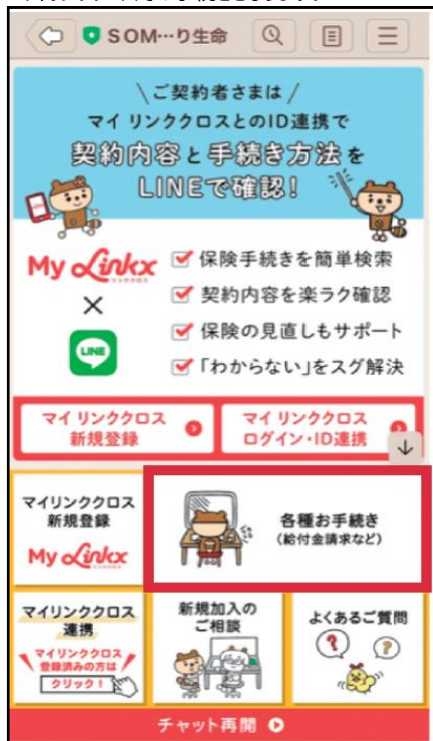 SOM…り生命
\ご契約者さまは/
マイ リンククロスとのID連携で
契約内容と手続き方法を
LINEで確認!
My Linkx
リンククロス
×
LINE
保険手続きを簡単検索
契約内容を楽ラク確認
保険の見直しもサポート
「わからない」をスグ解決
マイ リンククロス
新規登録
マイ リンククロス
ログイン・ID連携
マイリンククロス
新規登録
My Linkx
各種お手続き
(給付金請求など)
マイリンククロス
連携
マイリンククロス
登録済みの方は
クリック!
新規加入の
ご相談
よくあるご質問
チャット再開